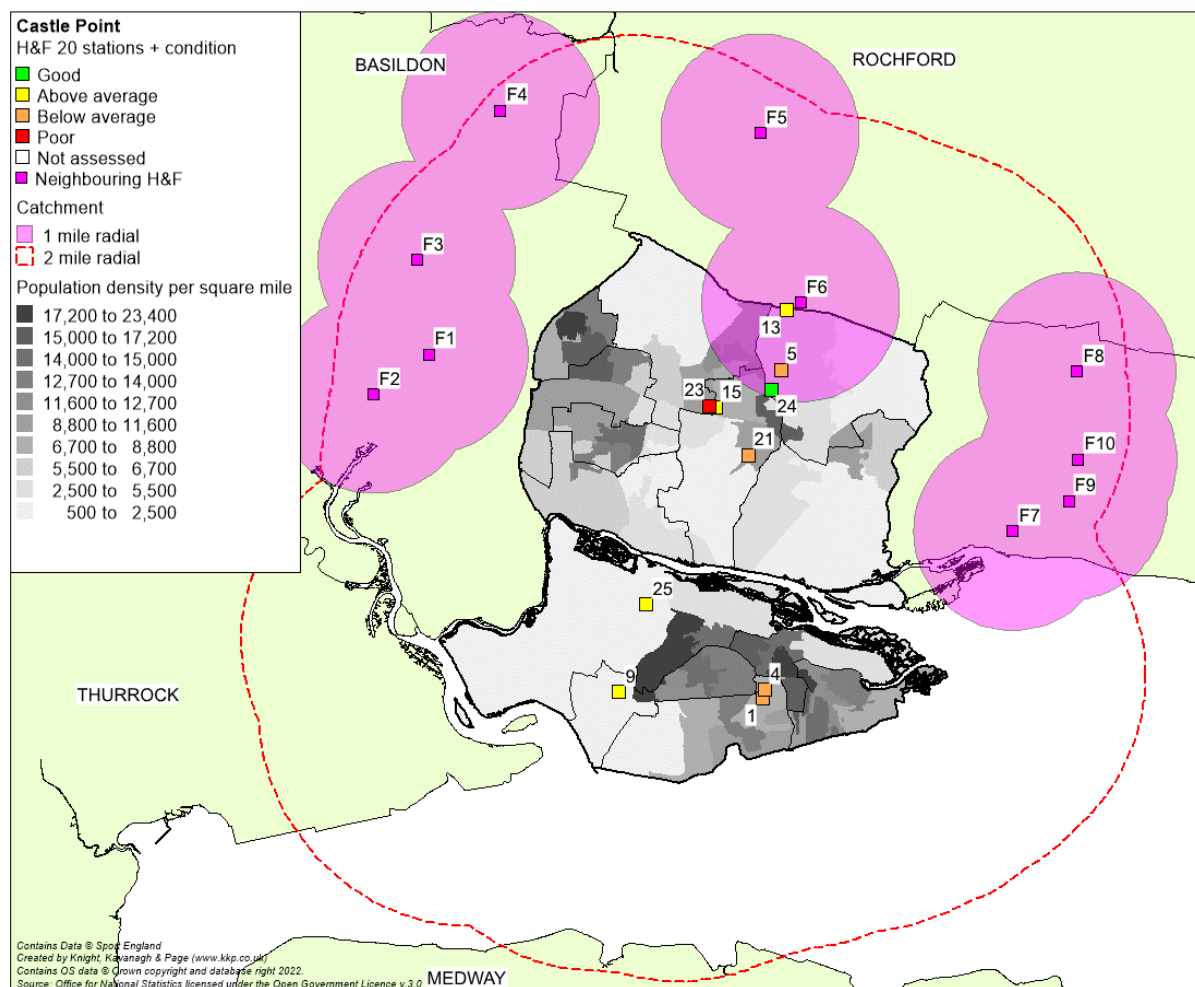 Castle Point
H&F 20 stations + condition
Good
Above average
Below average
Poor
Not assessed
Neighbouring H&F
Catchment
1 mile radial
2 mile radial
Population density per square mile
17,200 to 23,400
15,000 to 17,200
14,000 to 15,000
12,700 to 14,000
11,600 to 12,700
8,800 to 11,600
6,700 to 8,800
5,500 to 6,700
2,500 to 5,500
500 to 2,500
BASILDON
ROCHFORD
F4
F5
F3
F6
13
F1
5
F8
F2
23
15
24
21
F10
F9
F7
25
9
4
1
THURROCK
MEDWAY
Contains Data © Sport England
Created by Knight, Kavanagh & Page (www.kkp.co.uk)
Contains OS data © Crown copyright and database right 2022.
Source: Office for National Statistics licensed under the Open Government Licence v.3.0